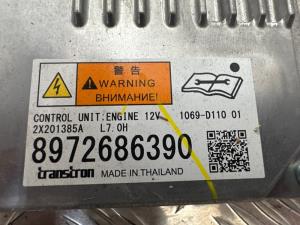 警告
WARNING
ВНИМАНИЕ
CONTROL UNIT:ENGINE 12V 1069-D110 01
2X201385A L7.0H
8972686390
transtron MADE IN THAILAND